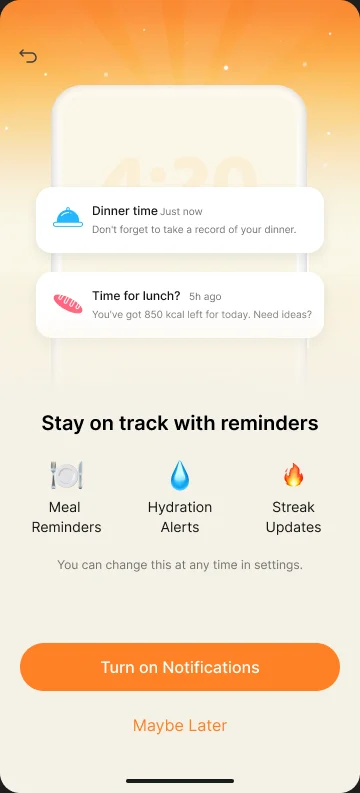 4:20
Dinner time Just now
Don't forget to take a record of your dinner.
Time for lunch? 5h ago
You've got 850 kcal left for today. Need ideas?
Stay on track with reminders
Meal Reminders
Hydration Alerts
Streak Updates
You can change this at any time in settings.
Turn on Notifications
Maybe Later